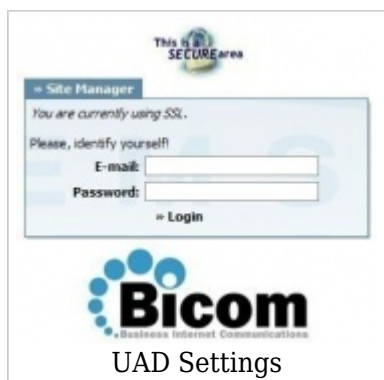 This is a
SECURE area
» Site Manager
You are currently using SSL.
Please, identify yourself!
E-mail:
Password:
» Login
Bicom
Business Internet Communications
UAD Settings